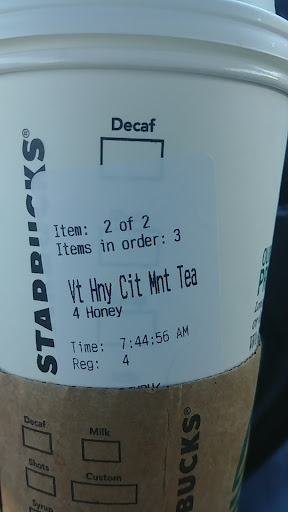 Decaf
STARBUCKS®
Item: 2 of 2
Items in order: 3
Vt Hny Cit Mnt Tea
4 Honey
Time: 7:44:56 AM
Reg: 4
Decaf
Milk
Shots
Custom
Syrup
BUCKS®